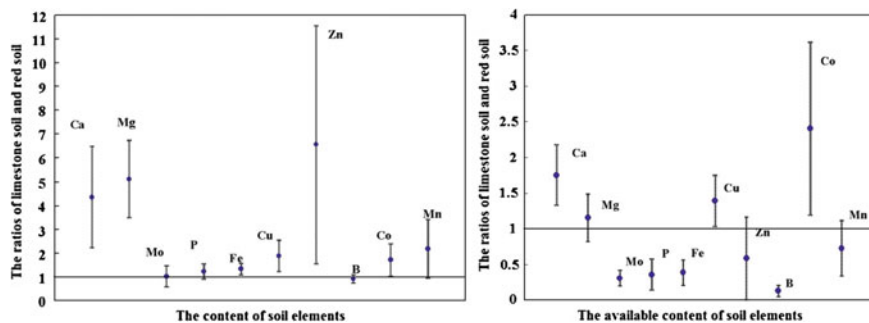 The ratios of limestone soil and red soil
12
11
10
9
8
7
6
5
4
3
2
1
0
Ca
Mg
Mo
P
Fe
Cu
Zn
B
Co
Mn
The content of soil elements
The ratios of limestone soil and red soil
4
3.5
3
2.5
2
1.5
1
0.5
0
Ca
Mg
Mo
P
Fe
Cu
Zn
B
Co
Mn
The available content of soil elements